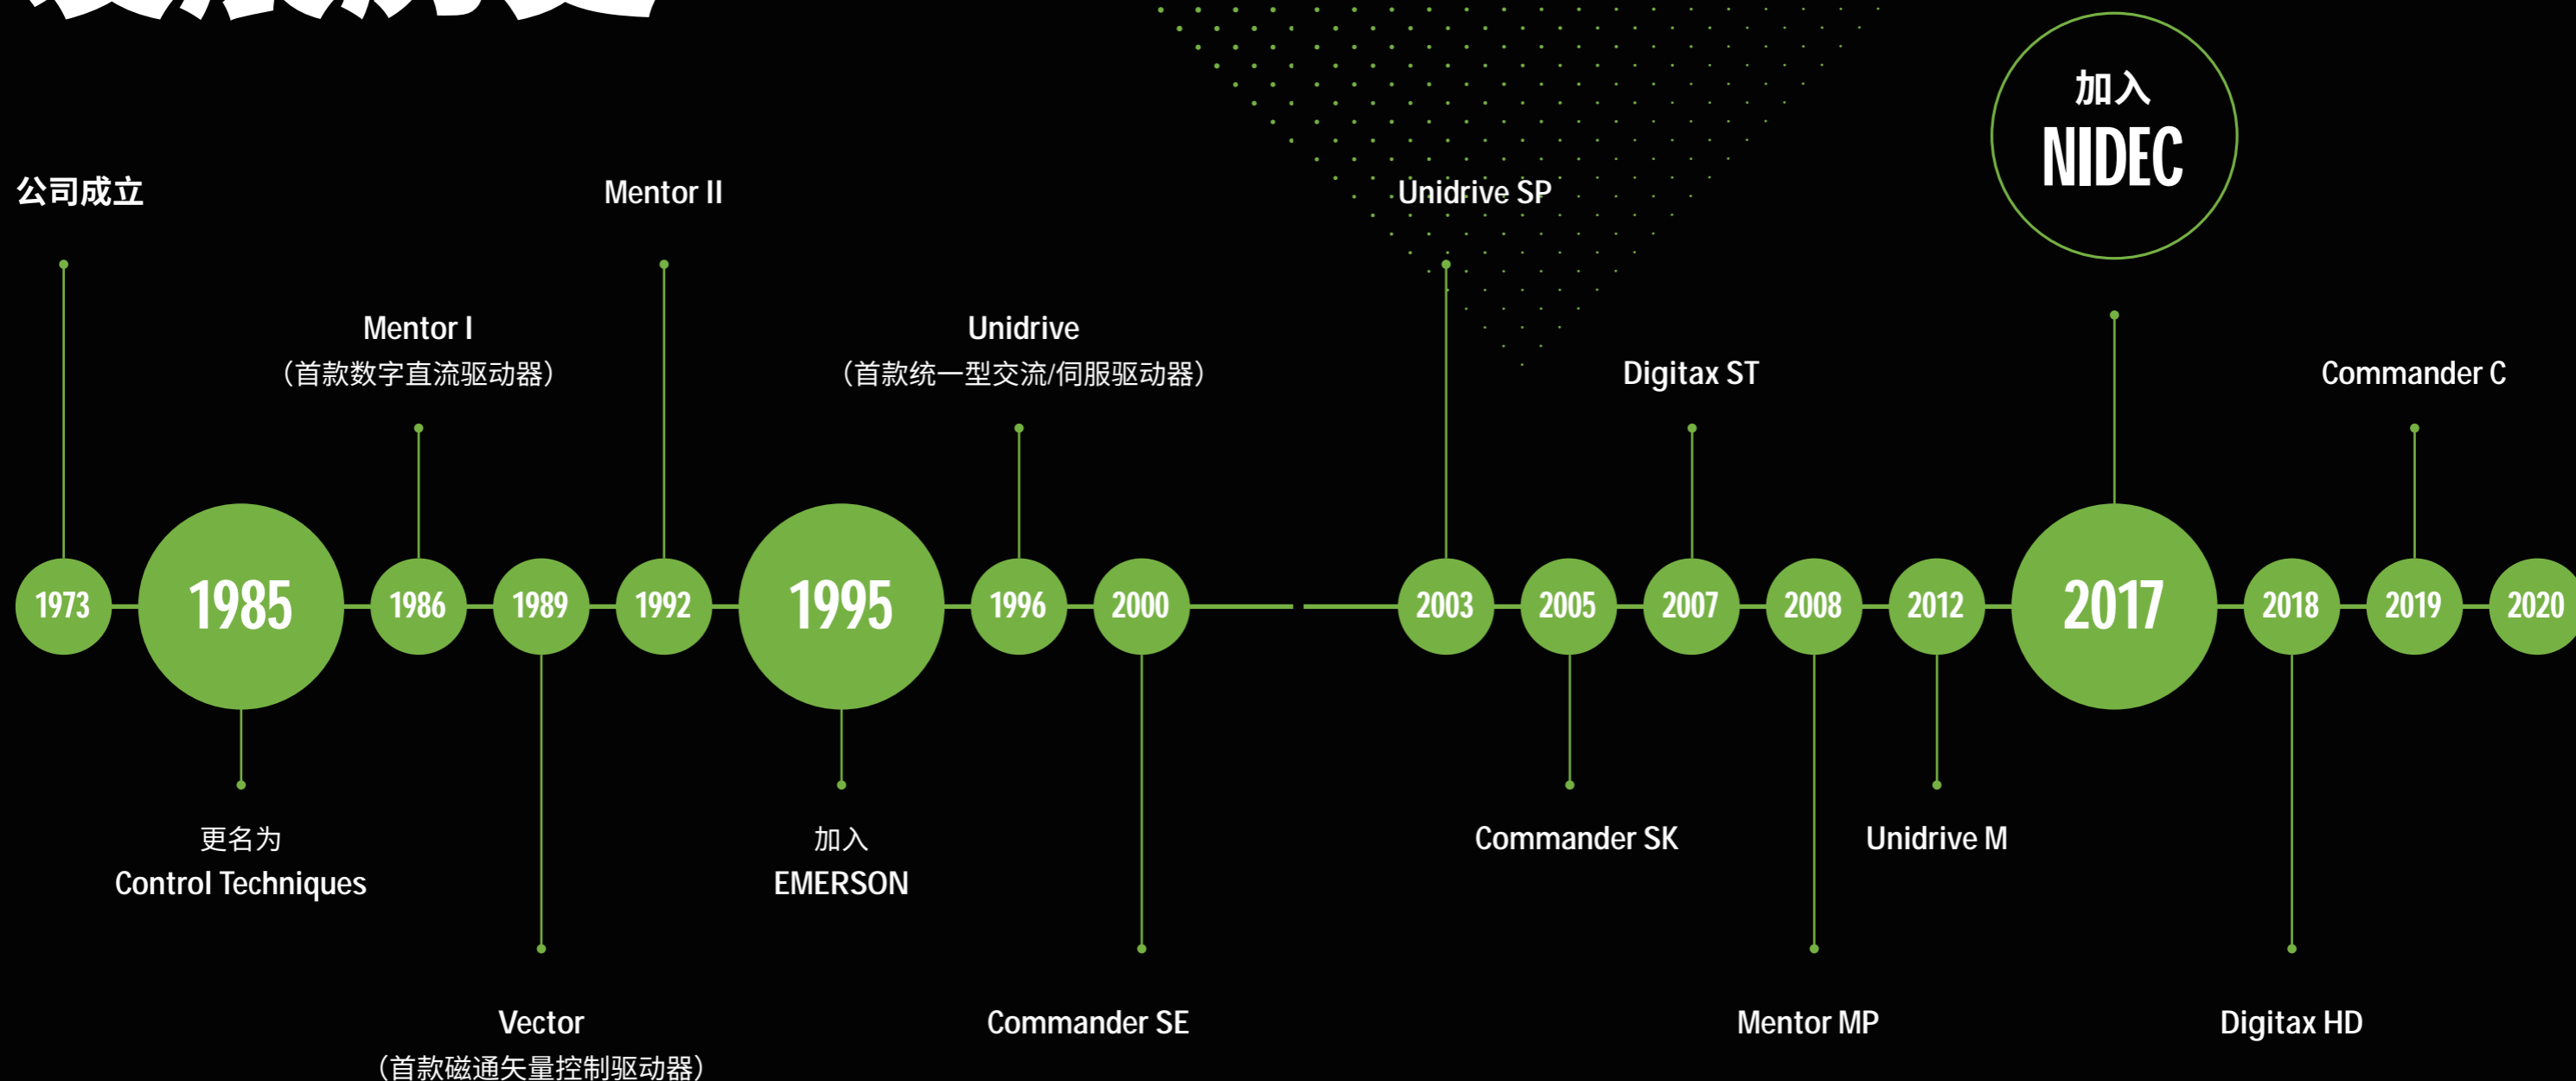 公司成立
Mentor II
Unidrive SP
加入
NIDEC
Mentor I
（首款数字直流驱动器）
Unidrive
（首款统一型交流/伺服驱动器）
Digitax ST
Commander C
1973
1985
1986
1989
1992
1995
1996
2000
2003
2005
2007
2008
2012
2017
2018
2019
2020
更名为
Control Techniques
加入
EMERSON
Commander SK
Unidrive M
Vector
（首款磁通矢量控制驱动器）
Commander SE
Mentor MP
Digitax HD